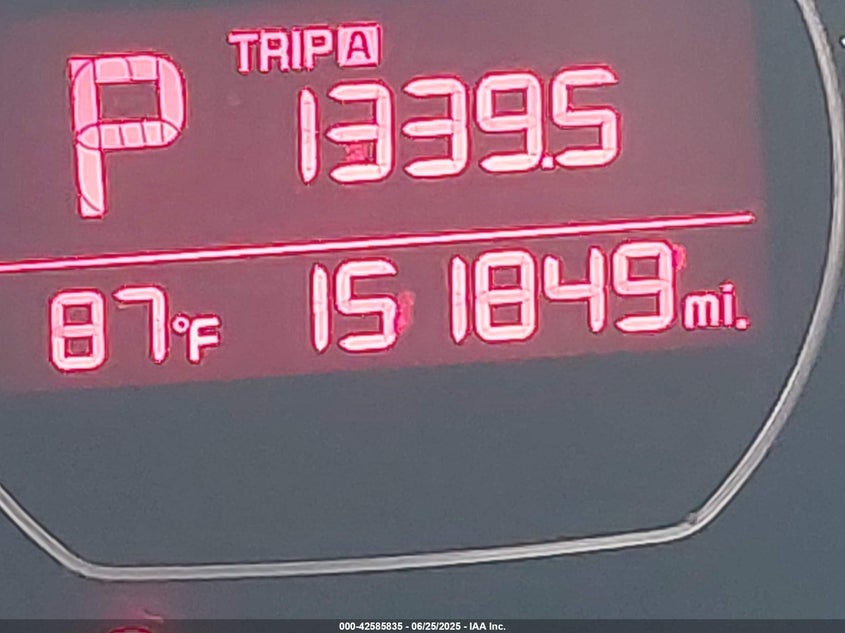 P TRIP A
1339.5
87°F 151849 mi.
000-42585835 - 06/25/2025 - IAA Inc.